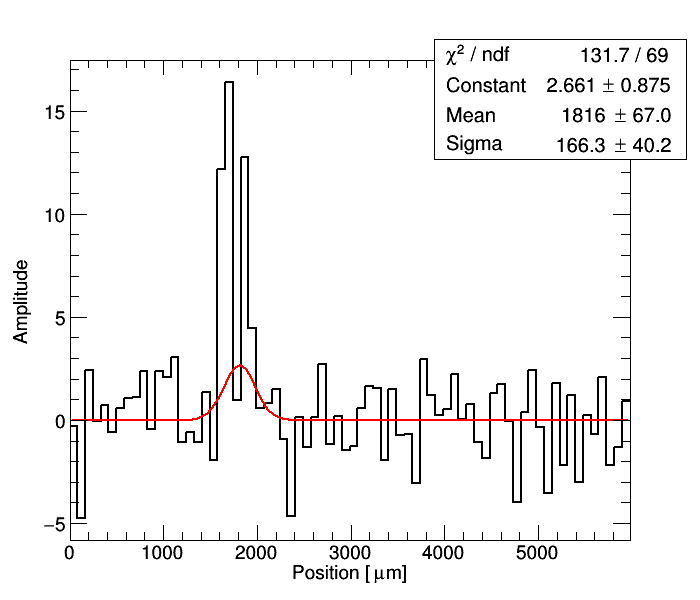 χ² / ndf 131.7 / 69
Constant 2.661 ± 0.875
Mean 1816 ± 67.0
Sigma 166.3 ± 40.2
15
10
5
0
−5
Amplitude
0 1000 2000 3000 4000 5000
Position [ μm]